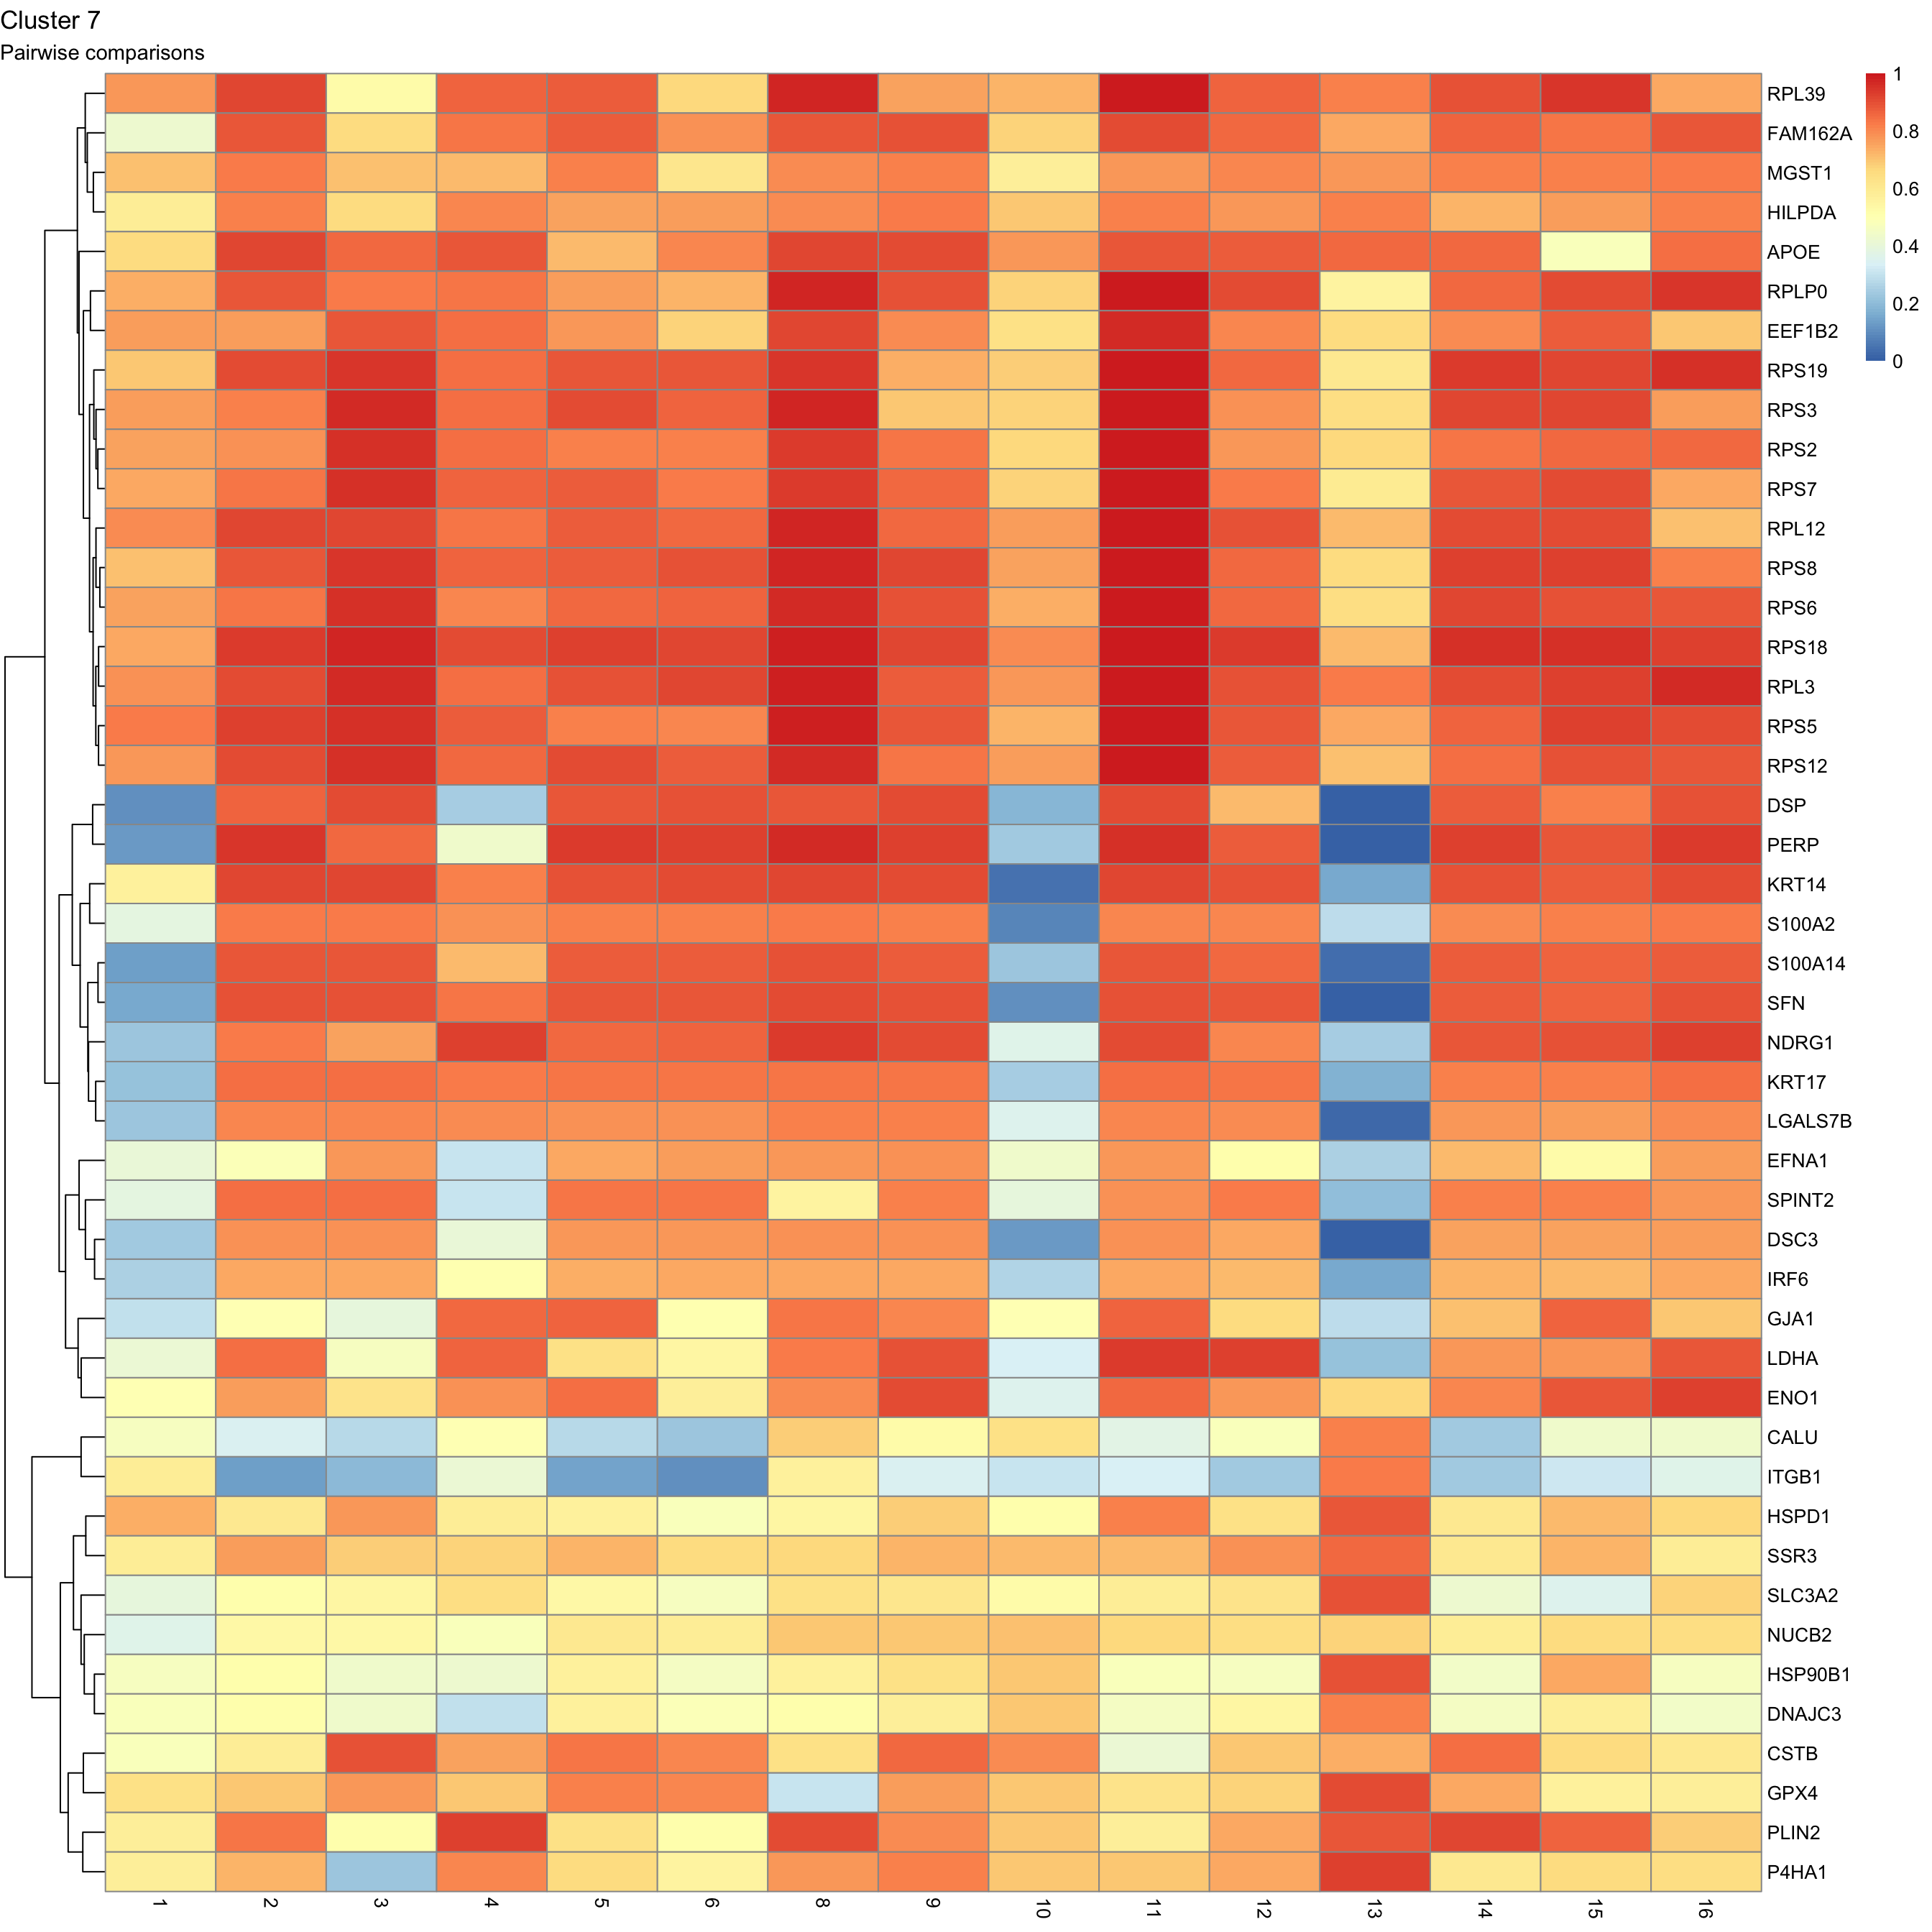 Cluster 7
Pairwise comparisons
1
0.8
0.6
0.4
0.2
0
RPL39
FAM162A
MGST1
HILPDA
APOE
RPLP0
EEF1B2
RPS19
RPS3
RPS2
RPS7
RPL12
RPS8
RPS6
RPS18
RPL3
RPS5
RPS12
DSP
PERP
KRT14
S100A2
S100A14
SFN
NDRG1
KRT17
LGALS7B
EFNA1
SPINT2
DSC3
IRF6
GJA1
LDHA
ENO1
CALU
ITGB1
HSPD1
SSR3
SLC3A2
NUCB2
HSP90B1
DNAJC3
CSTB
GPX4
PLIN2
P4HA1
1 2 3 4 5 6 8 9 10 11 12 13 14 15 16